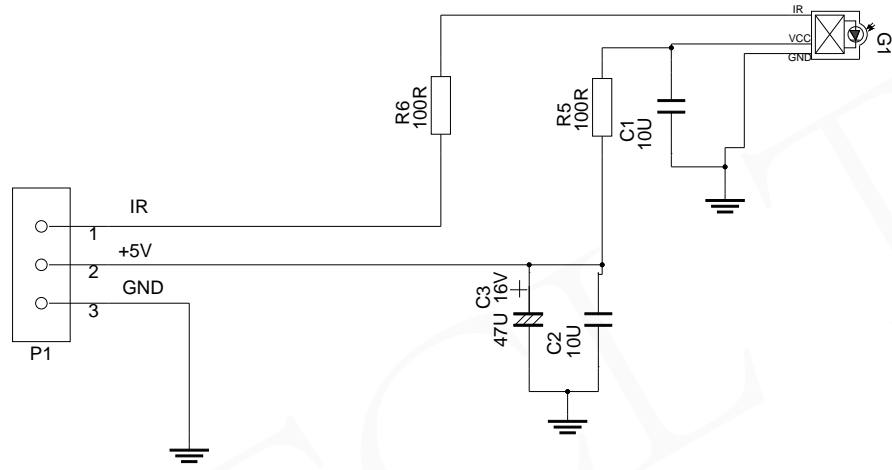 IR
VCC
GND
G1
R6
100R
R5
100R
C1
10U
IR
1
+5V
2
GND
3
P1
C3
16V
47U
C2
10U
TCLT